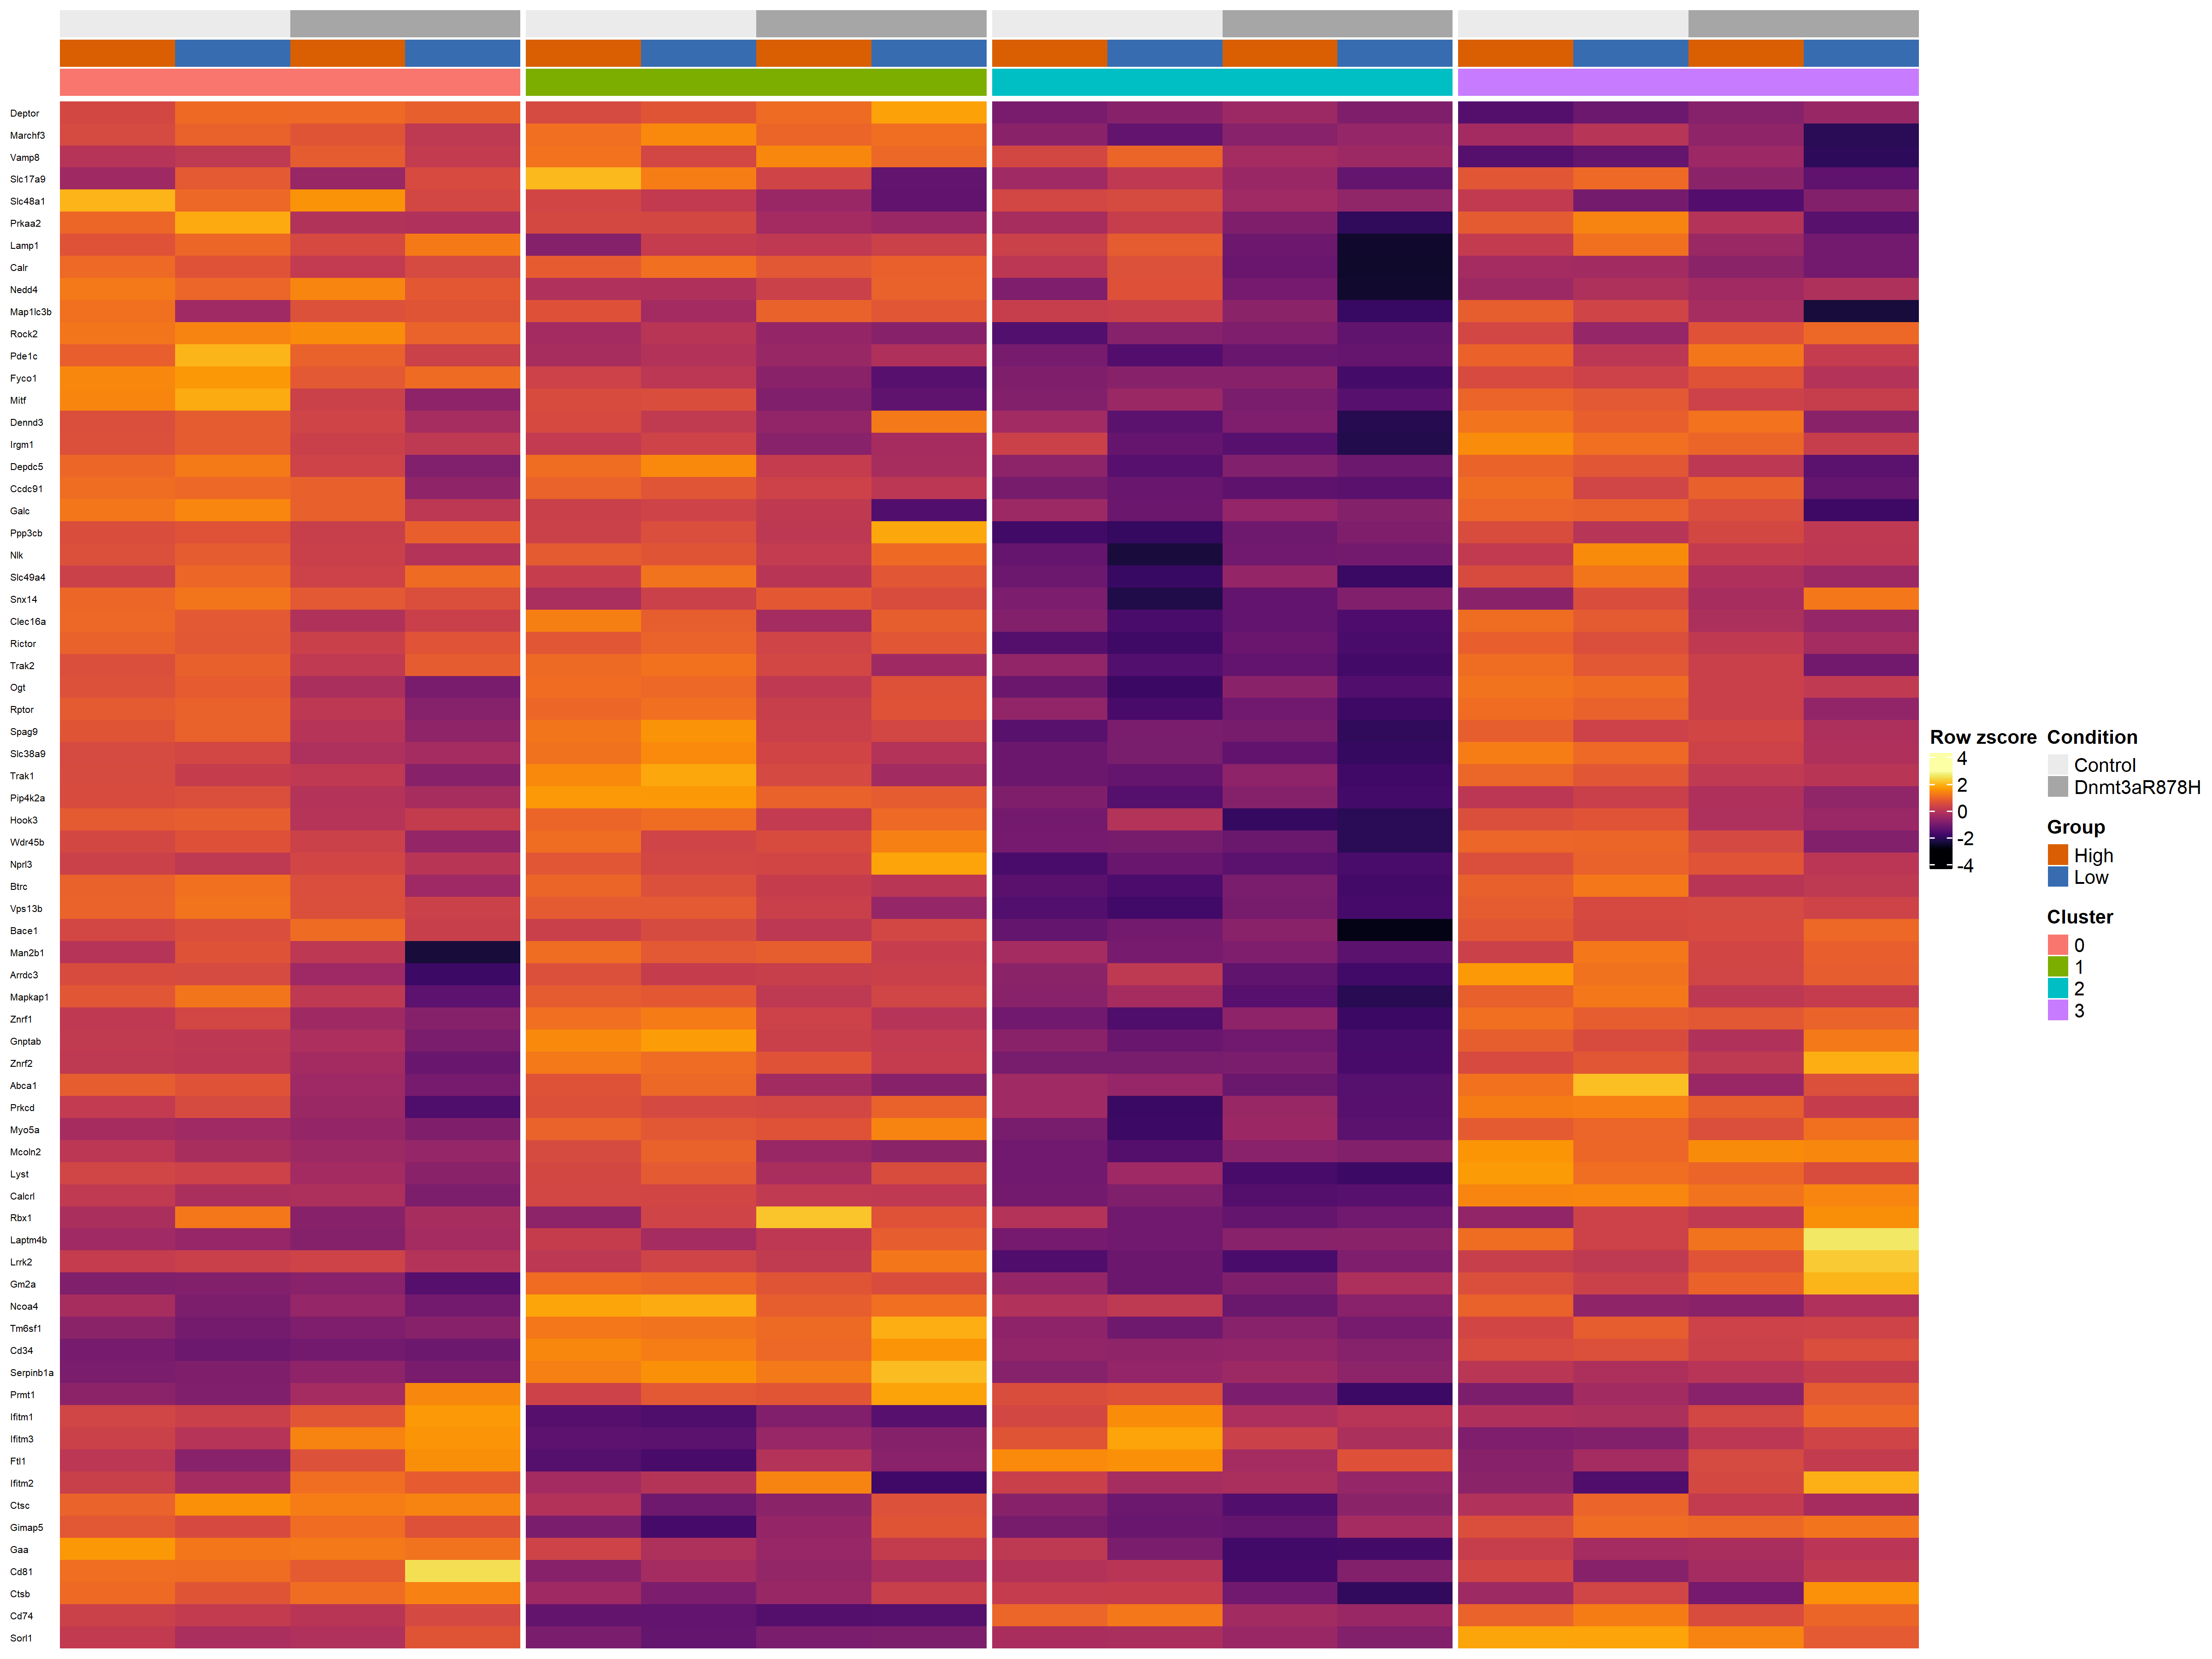 Deptor
Marchf3
Vamp8
Slc17a9
Slc48a1
Prkaa2
Lamp1
Calr
Nedd4
Map1lc3b
Rock2
Pde1c
Fyco1
Mitf
Dennd3
Irgm1
Depdc5
Ccdc91
Galc
Ppp3cb
Nlk
Slc49a4
Snx14
Clec16a
Rictor
Trak2
Ogt
Rptor
Spag9
Slc38a9
Trak1
Pip4k2a
Hook3
Wdr45b
Nprl3
Btrc
Vps13b
Bace1
Man2b1
Arrdc3
Mapkap1
Znrf1
Gnptab
Znrf2
Abca1
Prkcd
Myo5a
Mcoln2
Lyst
Calcrl
Rbx1
Laptm4b
Lrrk2
Gm2a
Ncoa4
Tm6sf1
Cd34
Serpinb1a
Prmt1
Ifitm1
Ifitm3
Ftl1
Ifitm2
Ctsc
Gimap5
Gaa
Cd81
Ctsb
Cd74
Sorl1
Row zscore
4
2
0
-2
-4
Condition
Control
Dnmt3aR878H
Group
High
Low
Cluster
0
1
2
3